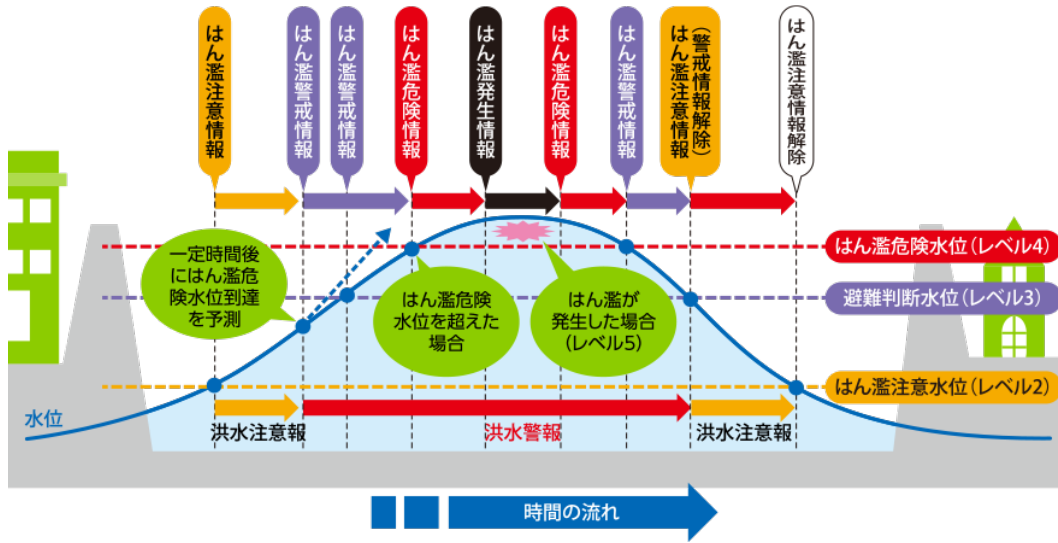 はん濫注意情報
はん濫警戒情報
はん濫警戒情報
はん濫危険情報
はん濫発生情報
はん濫危険情報
はん濫警戒情報
はん濫注意情報
(警戒情報解除)
はん濫注意情報解除
一定時間後
にはん濫危
険水位到達
を予測
はん濫危険
水位を超えた
場合
はん濫が
発生した場合
(レベル5)
はん濫危険水位(レベル4)
避難判断水位(レベル3)
はん濫注意水位(レベル2)
水位
洪水注意報
洪水警報
洪水注意報
時間の流れ